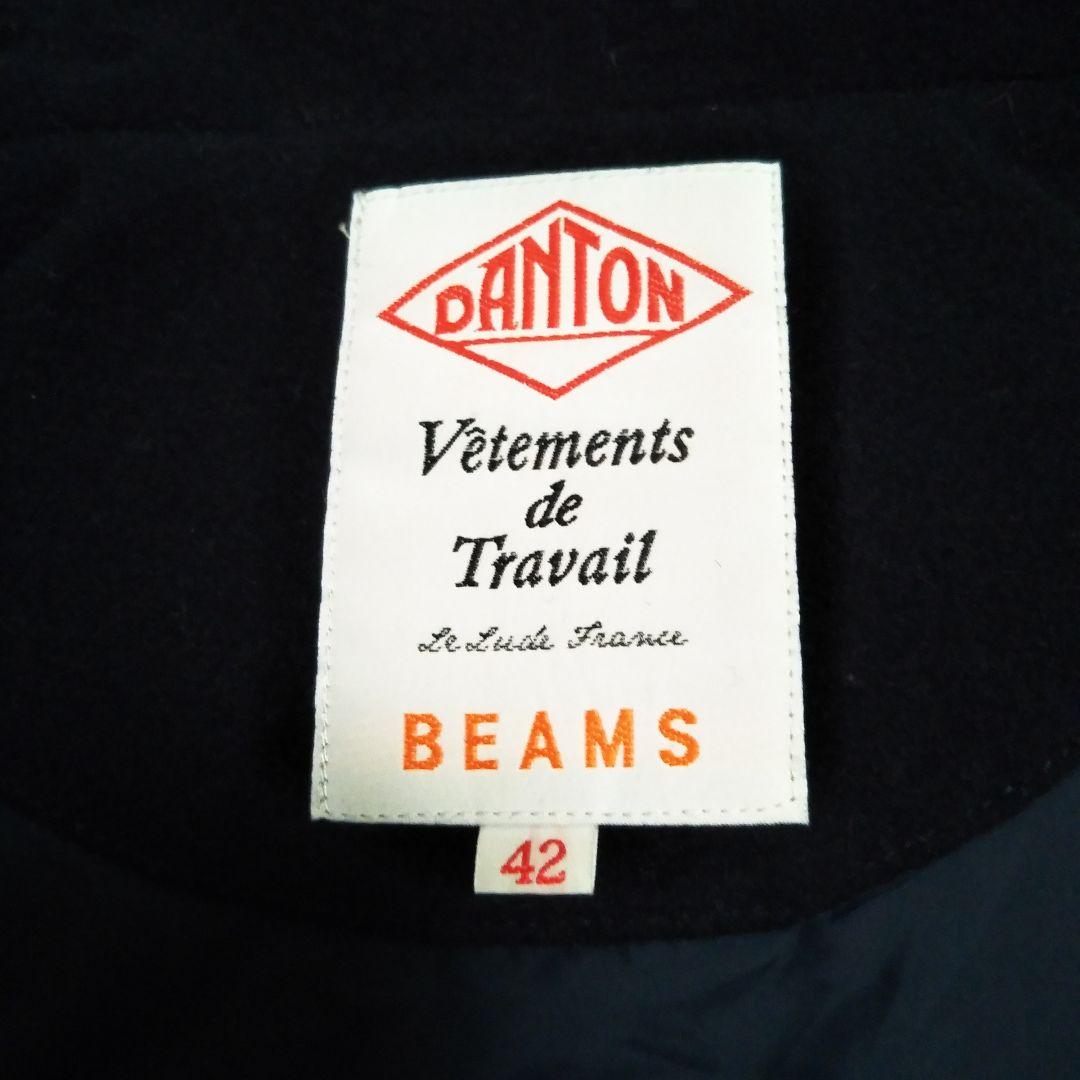 DANTON
Vêtements
de
Travail
Le Lude France
BEAMS
42